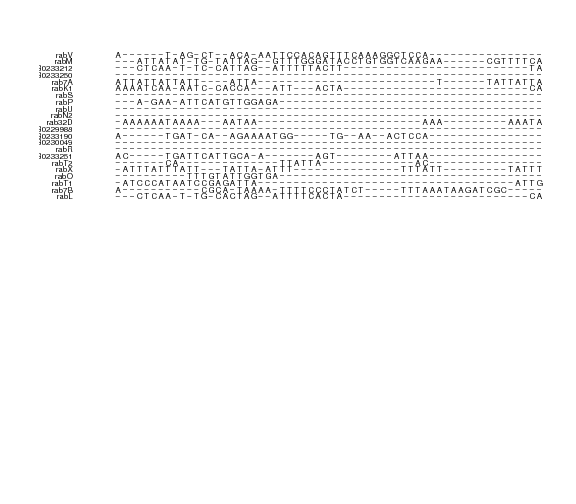 rabV A------T-AG-CT--ACA-AATTCCACAGTTTCAAAGGCTCCA----------------
rabM ---ATTATAT-TG-TATTAG--GTTTGGGATACCTGTGGTCAAGAA------CGTTTTCA
30233212 ---CTCAA-T-TC-CATTAG--ATTTTTACTT--------------------------TA
30233250 ------------------------------------------------------------
rab7A ATTATTATTATT----ATTA-------------------------T------TATTATTA
rabK1 AAAATCAA-AATC-CACCA---ATT---ACTA--------------------------CA
rabS ------------------------------------------------------------
rabP ---A-GAA-ATTCATGTTGGAGA-------------------------------------
rabU ------------------------------------------------------------
rabN2 ------------------------------------------------------------
rab32D -AAAAAATAAAA---AATAA-----------------------AAA---------AAATA
30229988 ------------------------------------------------------------
30233190 A------TGAT-CA--AGAAAATGG-----TG--AA--ACTCCA----------------
30230049 ------------------------------------------------------------
rabR ------------------------------------------------------------
30233251 AC-----TGATTCATTGCA-A-------AGT--------ATTAA----------------
rabT2 -------CA--------------TTATTA-------------AC----------------
rabX -ATTTATTTATT---TATTA-ATTT---------------TTTATT---------TATTT
rabO ----------TTTGTATTGGTGA-------------------------------------
rabT1 -ATCCCATAATCCGAGATTA------------------------------------ATTG
rab7B A-----------CGCA-TAAAA-TTTTCCCTATCT-----TTTAAATAAGATCGC-----
rabL ---CTCAA-T-TG-CACTAG--ATTTTCACTA--------------------------CA